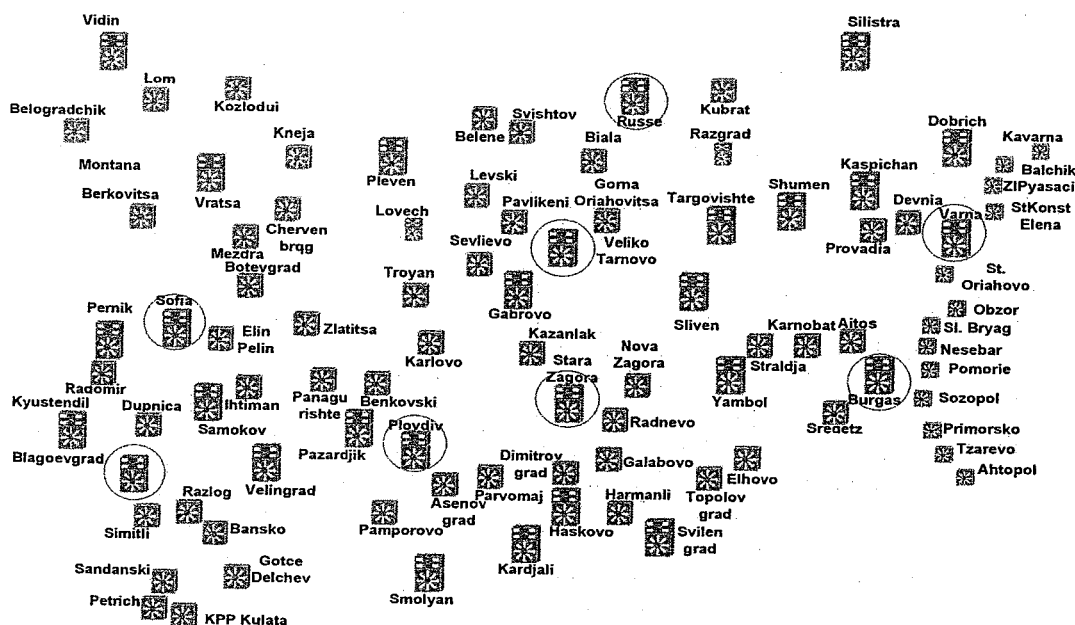 Vidin
Silistra
Lom
Kozlodui
Belogradchik
Russe
Kubrat
Belene
Svishtov
Kneja
Biala
Razgrad
Dobrich
Kavarna
Balchik
Montana
Vratsa
Pleven
Levski
Gorna
Oriahovitsa
Targovishte
Shumen
Kaspichan
ZlPyasaci
StKonst
Elena
Berkovitsa
Cherven
brqg
Lovech
Pavlikeni
Devnia
Varna
Provadia
Mezdra
Botevgrad
Sevlievo
Veliko
Tarnovo
St.
Oriahovo
Troyan
Gabrovo
Sliven
Obzor
Pernik
Sofia
Elin
Pelin
Zlatitsa
Karlovo
Kazanlak
Nova
Zagora
Karnobat
Aitos
Straldja
Sl. Bryag
Nesebar
Pomorie
Radomir
Stara
Zagora
Yambol
Burgas
Sozopol
Kyustendil
Dupnica
Samokov
Ihtiman
Panagu
rishte
Benkovski
Plovdiv
Radnevo
Sredetz
Primorsko
Blagoevgrad
Velingrad
Pazardjik
Dimitrov
grad
Galabovo
Elhovo
Tzarevo
Ahtopol
Razlog
Asenov
grad
Parvomaj
Harmanli
Topolov
grad
Simitli
Bansko
Pamporovo
Haskovo
Svilen
grad
Sandanski
Gotce
Delchev
Kardjali
Smolyan
Petrich
KPP Kulata